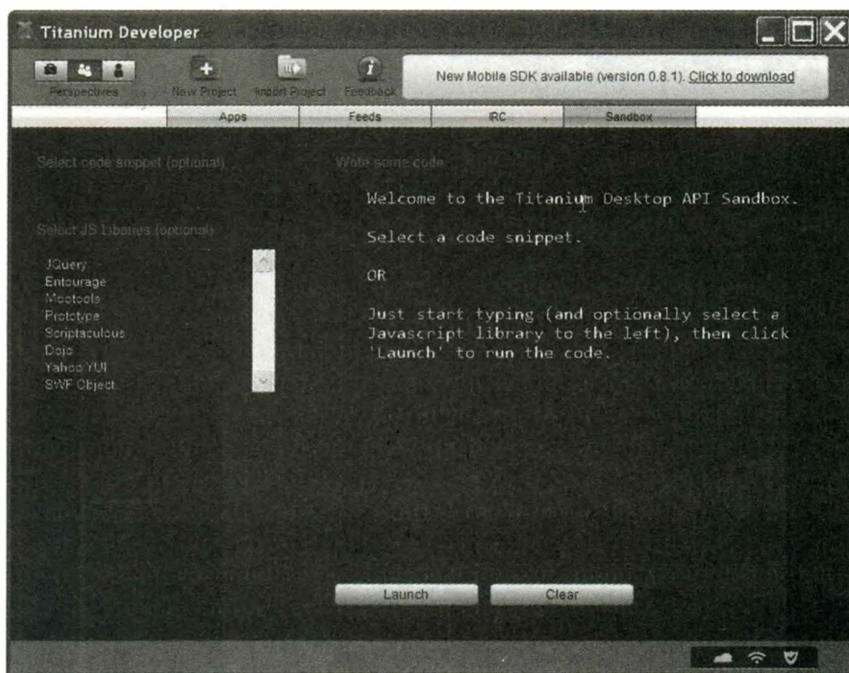 Titanium Developer
Perspectives
New Project
Import Project
Feedback
New Mobile SDK available (version 0.8.1). Click to download
Apps
Feeds
IRC
Sandbox
Select code snippet (optional)
Select JS Libaries (optional)
JQuery
Entourage
Mootools
Prototype
Scriptaculous
Dojo
Yahoo YUI
SWF Object
Write some code
Welcome to the Titanium Desktop API Sandbox.
Select a code snippet.
OR
Just start typing (and optionally select a
Javascript library to the left), then click
'Launch' to run the code.
Launch
Clear